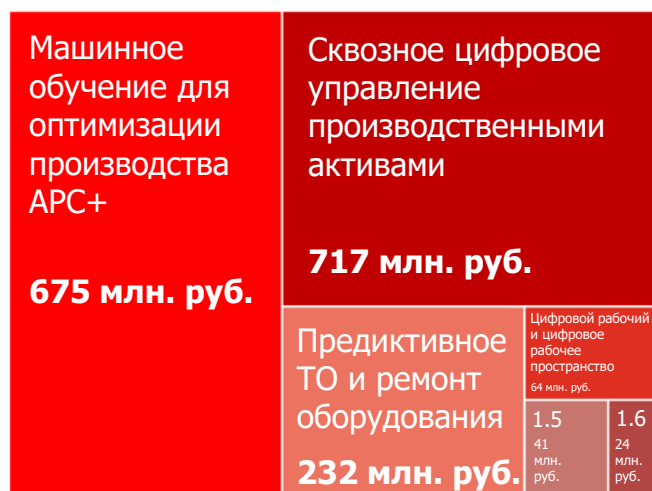 Машинное
обучение для
оптимизации
производства
АРС+
675 млн. руб.
Сквозное цифровое
управление
производственными
активами
717 млн. руб.
Предиктивное
ТО и ремонт
оборудования
232 млн. руб.
Цифровой рабочий
и цифровое
рабочее
пространство
64 млн. руб.
1.5
41
млн.
руб.
1.6
24
млн.
руб.